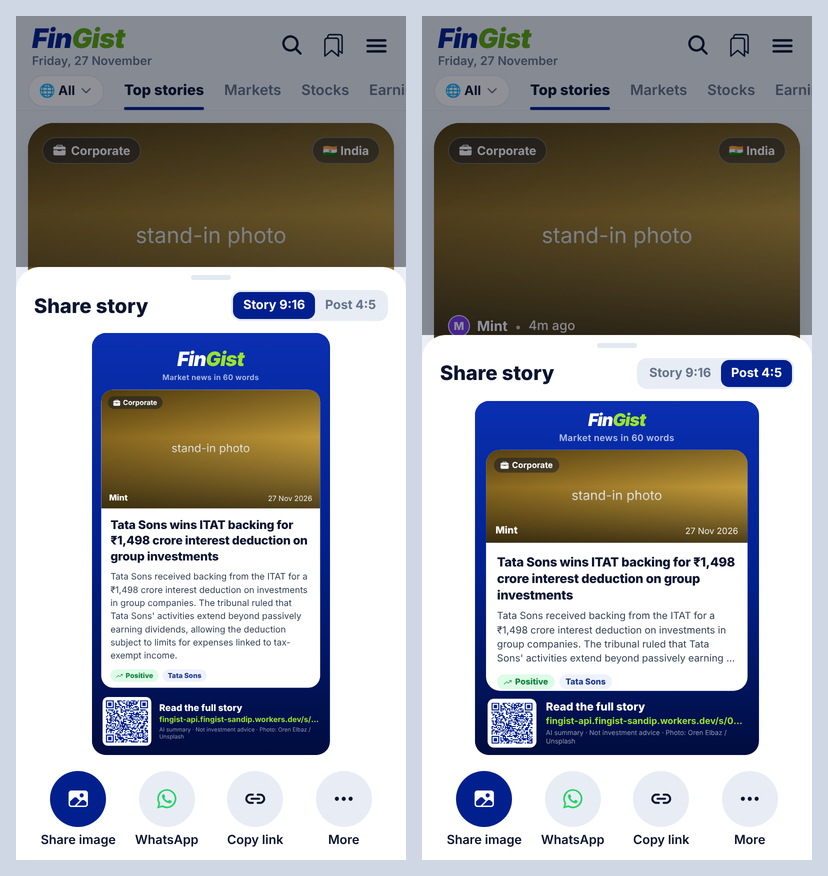 FinGist
Friday, 27 November
All
Top stories
Markets
Stocks
Earni
Corporate
India
stand-in photo
Share story
Story 9:16
Post 4:5
FinGist
Market news in 60 words
Corporate
stand-in photo
Mint
27 Nov 2026
Tata Sons wins ITAT backing for
₹1,498 crore interest deduction on
group investments
Tata Sons received backing from the ITAT for a
₹1,498 crore interest deduction on investments
in group companies. The tribunal ruled that
Tata Sons' activities extend beyond passively
earning dividends, allowing the deduction
subject to limits for expenses linked to tax-
exempt income.
Positive
Tata Sons
Read the full story
fingist-api.fingist-sandip.workers.dev/s/...
AI summary · Not investment advice · Photo: Oren Elbaz /
Unsplash
Share image
WhatsApp
Copy link
More
FinGist
Friday, 27 November
All
Top stories
Markets
Stocks
Earni
Corporate
India
stand-in photo
M
Mint • 4m ago
Share story
Story 9:16
Post 4:5
FinGist
Market news in 60 words
Corporate
stand-in photo
Mint
27 Nov 2026
Tata Sons wins ITAT backing for ₹1,498
crore interest deduction on group
investments
Tata Sons received backing from the ITAT for a
₹1,498 crore interest deduction on investments in
group companies. The tribunal ruled that Tata
Sons' activities extend beyond passively earning ...
Positive
Tata Sons
Read the full story
fingist-api.fingist-sandip.workers.dev/s/0...
AI summary · Not investment advice · Photo: Oren Elbaz /
Unsplash
Share image
WhatsApp
Copy link
More